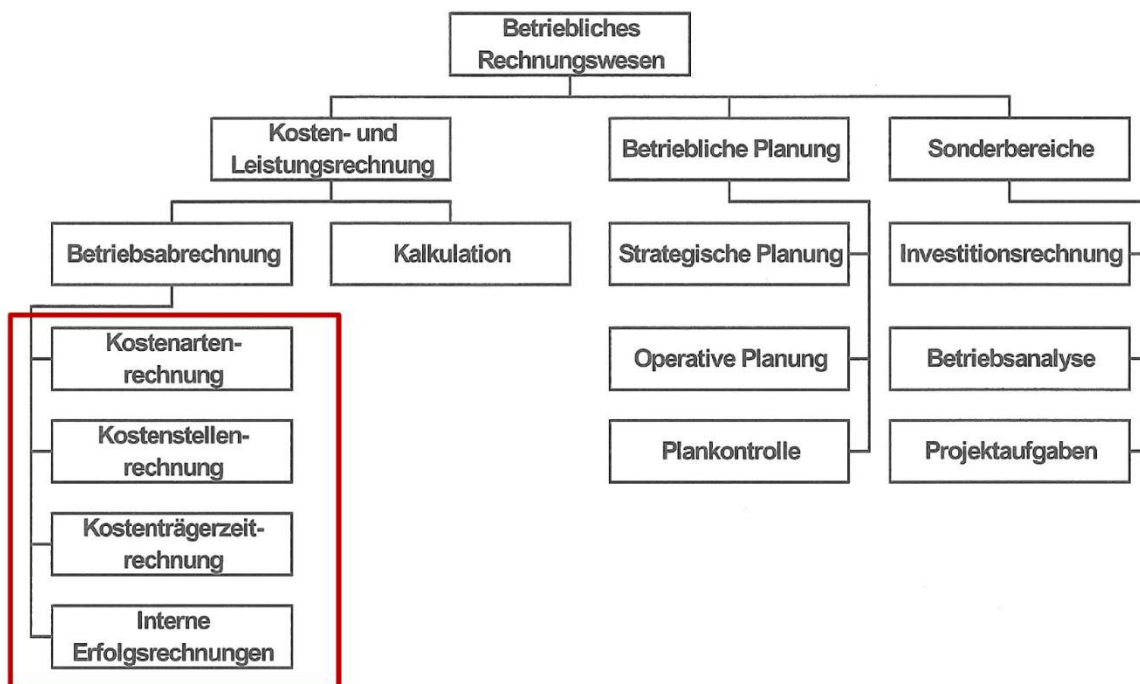 Betriebliches
Rechnungswesen
Kosten- und
Leistungsrechnung
Betriebliche Planung
Sonderbereiche
Betriebsabrechnung
Kalkulation
Strategische Planung
Investitionsrechnung
Kostenarten-
rechnung
Operative Planung
Betriebsanalyse
Kostenstellen-
rechnung
Plankontrolle
Projektaufgaben
Kostenträgerzeit-
rechnung
Interne
Erfolgsrechnungen